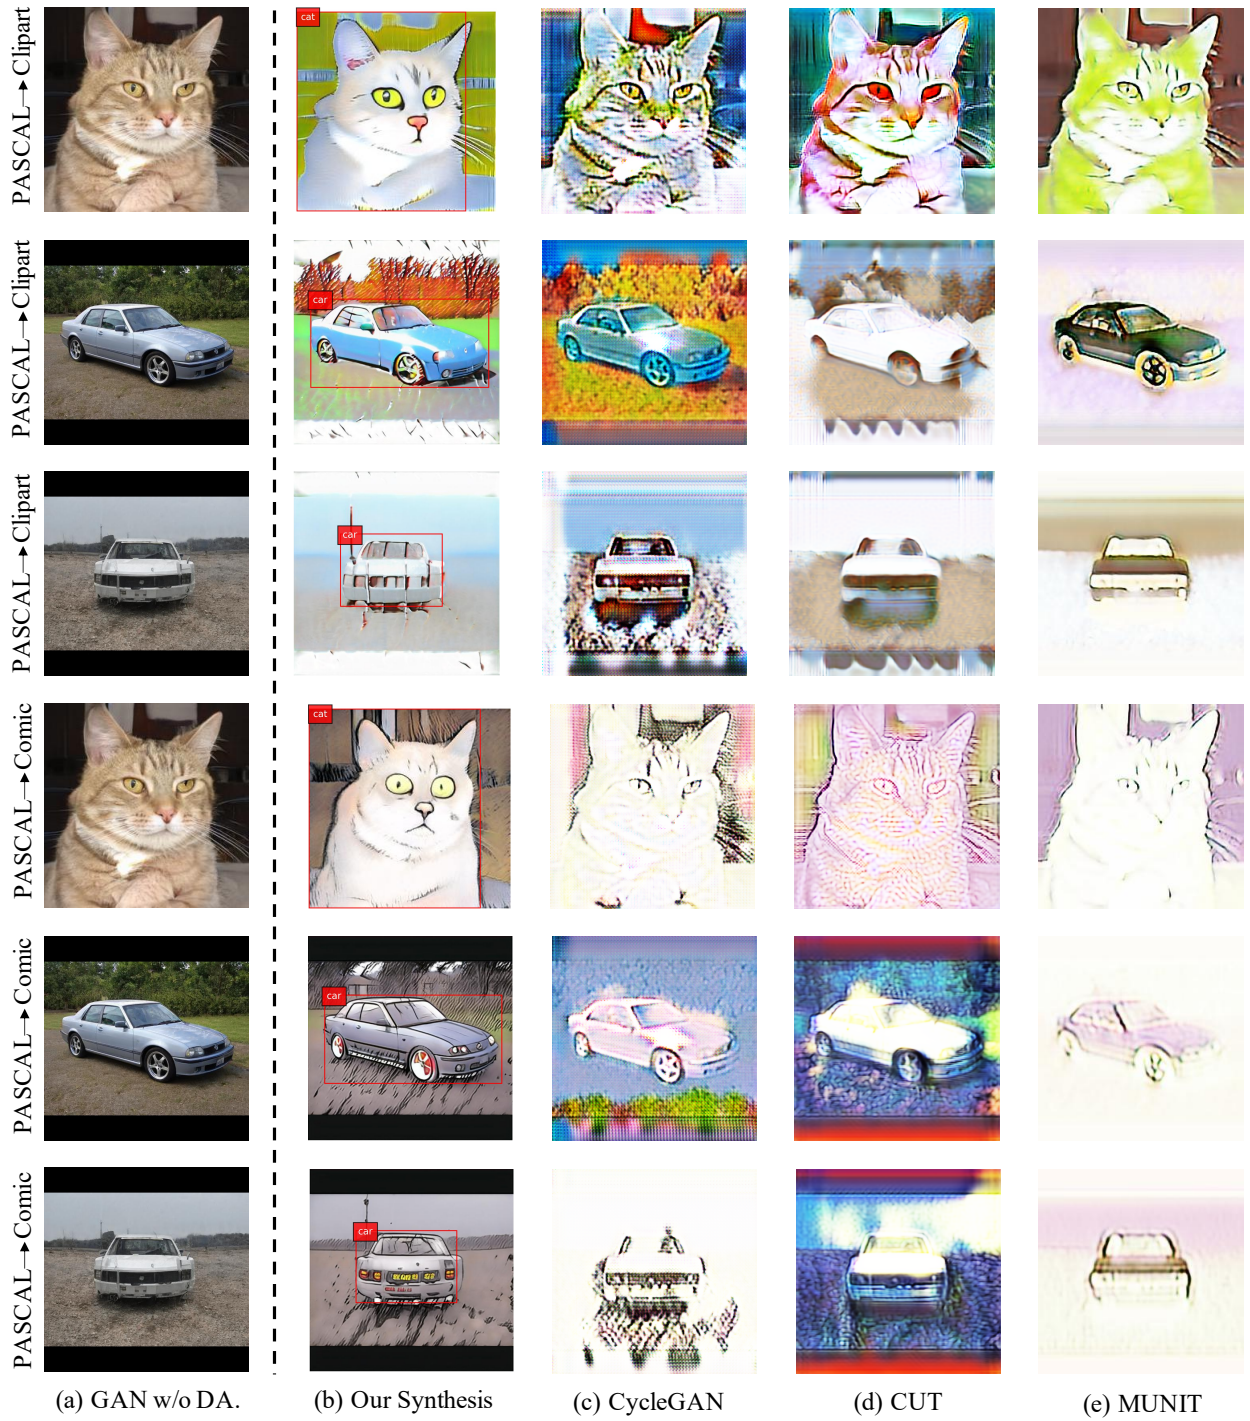 PASCAL→Clipart
cat
PASCAL→Clipart
car
PASCAL→Clipart
car
PASCAL→Comic
cat
PASCAL→Comic
car
PASCAL→Comic
car
(a) GAN w/o DA.
(b) Our Synthesis
(c) CycleGAN
(d) CUT
(e) MUNIT